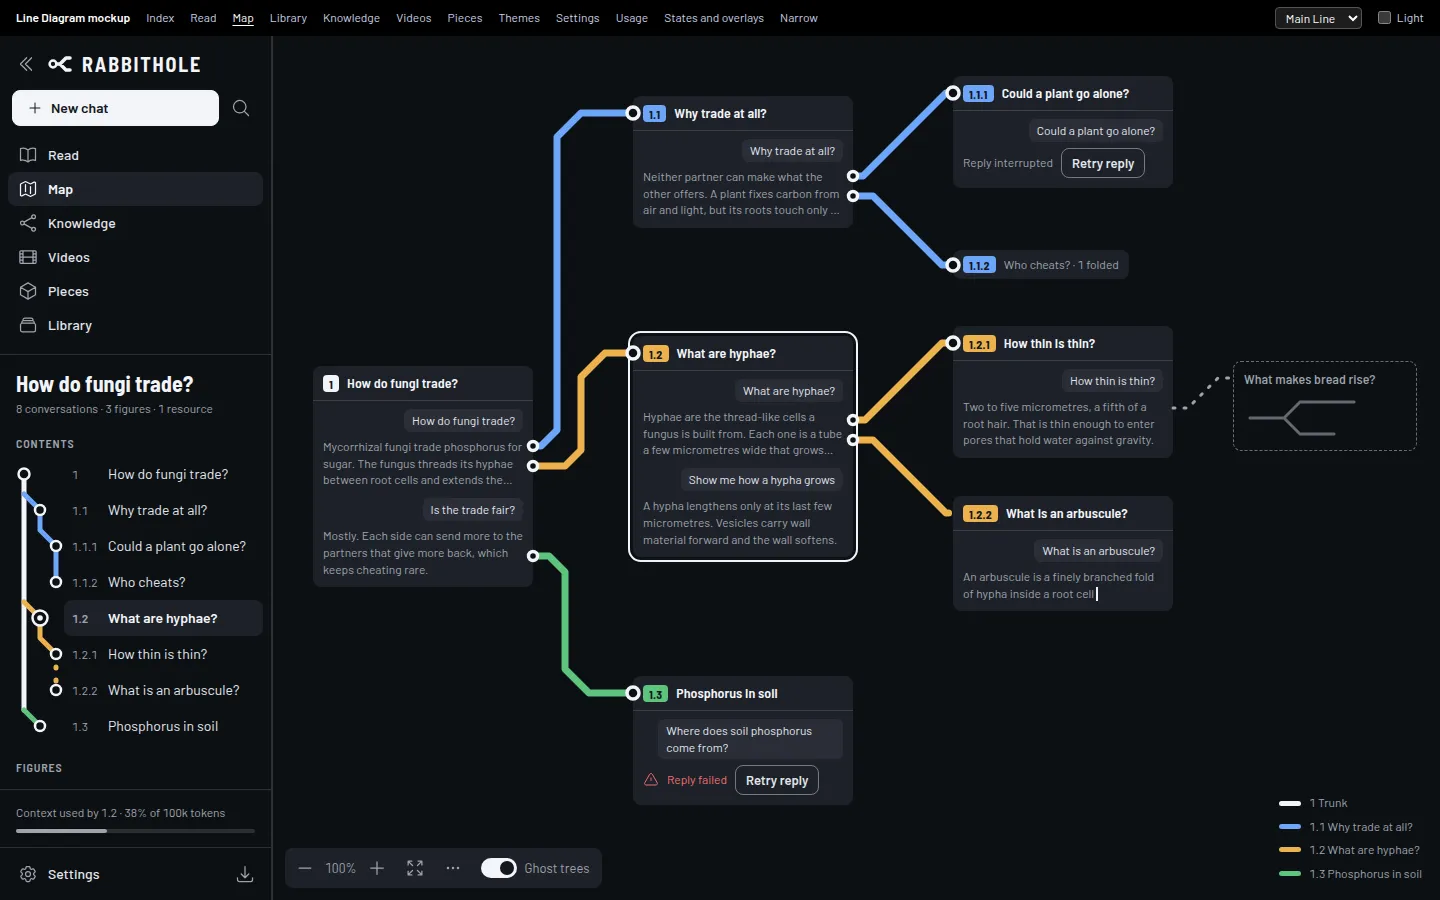 Line Diagram mockup Index Read Map Library Knowledge Videos Pieces Themes Settings Usage States and overlays Narrow Main Line Light
RABBITHOLE
New chat
Read
Map
Knowledge
Videos
Pieces
Library
How do fungi trade?
8 conversations · 3 figures · 1 resource
CONTENTS
1 How do fungi trade?
1.1 Why trade at all?
1.1.1 Could a plant go alone?
1.1.2 Who cheats?
1.2 What are hyphae?
1.2.1 How thin is thin?
1.2.2 What is an arbuscule?
1.3 Phosphorus in soil
FIGURES
Context used by 1.2 · 38% of 100k tokens
Settings
1 How do fungi trade?
How do fungi trade?
Mycorrhizal fungi trade phosphorus for
sugar. The fungus threads its hyphae
between root cells and extends the...
Is the trade fair?
Mostly. Each side can send more to the
partners that give more back, which
keeps cheating rare.
1.1 Why trade at all?
Why trade at all?
Neither partner can make what the
other offers. A plant fixes carbon from
air and light, but its roots touch only ...
1.2 What are hyphae?
What are hyphae?
Hyphae are the thread-like cells a
fungus is built from. Each one is a tube
a few micrometres wide that grows...
Show me how a hypha grows
A hypha lengthens only at its last few
micrometres. Vesicles carry wall
material forward and the wall softens.
1.3 Phosphorus in soil
Where does soil phosphorus
come from?
Reply failed Retry reply
1.1.1 Could a plant go alone?
Could a plant go alone?
Reply interrupted Retry reply
1.1.2 Who cheats? · 1 folded
1.2.1 How thin is thin?
How thin is thin?
Two to five micrometres, a fifth of a
root hair. That is thin enough to enter
pores that hold water against gravity.
1.2.2 What is an arbuscule?
What is an arbuscule?
An arbuscule is a finely branched fold
of hypha inside a root cell
What makes bread rise?
100% Ghost trees
1 Trunk
1.1 Why trade at all?
1.2 What are hyphae?
1.3 Phosphorus in soil